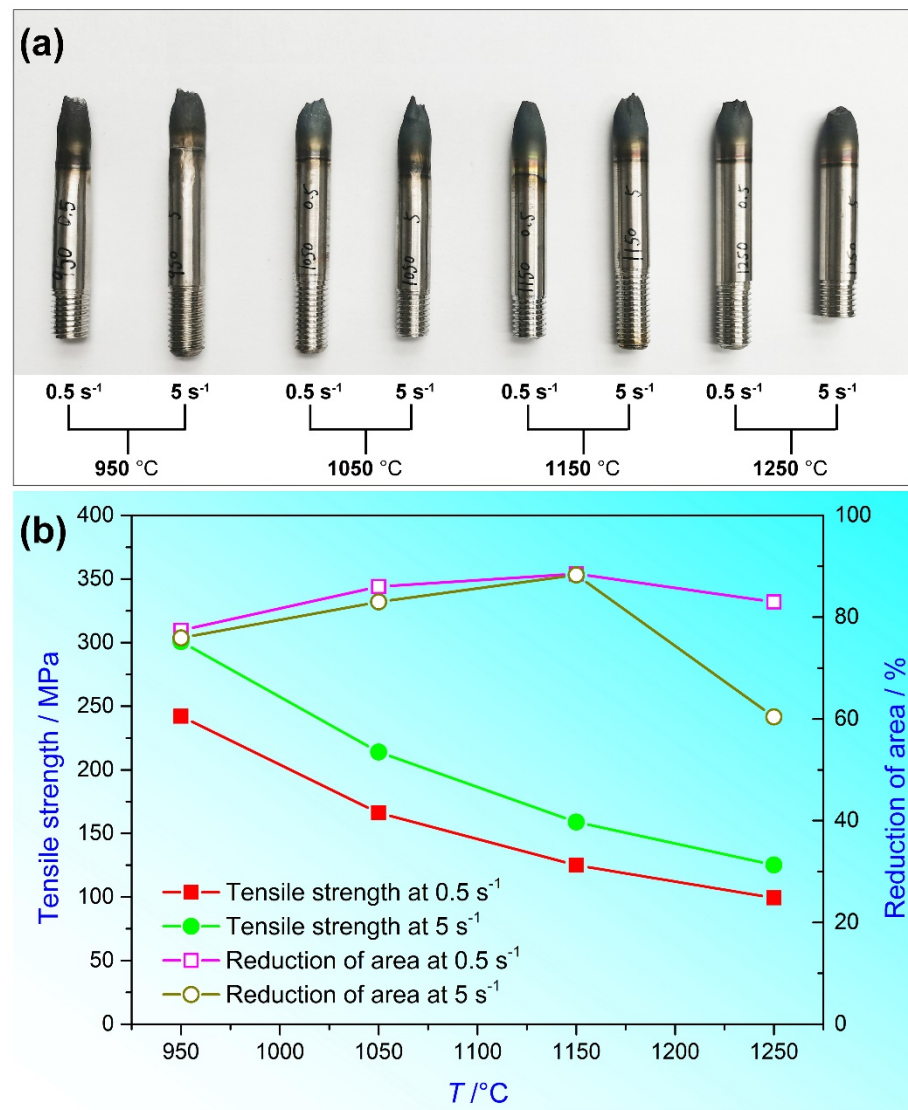 (a)
950 0.5
950 5
1050 0.5
1050 5
1150 0.5
1150 5
1250 0.5
1250 5
0.5 s⁻¹ 5 s⁻¹ 0.5 s⁻¹ 5 s⁻¹ 0.5 s⁻¹ 5 s⁻¹ 0.5 s⁻¹ 5 s⁻¹
950 °C 1050 °C 1150 °C 1250 °C
(b)
400
350
300
250
200
150
100
50
0
Tensile strength / MPa
100
80
60
40
20
0
Reduction of area / %
Tensile strength at 0.5 s⁻¹
Tensile strength at 5 s⁻¹
Reduction of area at 0.5 s⁻¹
Reduction of area at 5 s⁻¹
950 1000 1050 1100 1150 1200 1250
T /°C